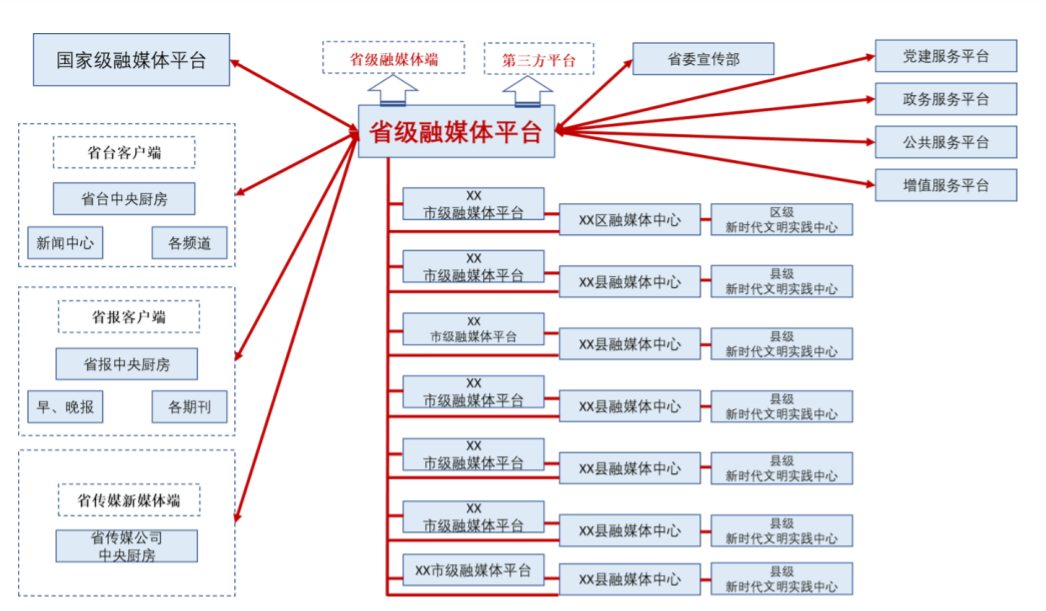 国家级融媒体平台
省级融媒体端
第三方平台
省委宣传部
党建服务平台
政务服务平台
公共服务平台
增值服务平台
省级融媒体平台
省台客户端
省台中央厨房
新闻中心
各频道
省报客户端
省报中央厨房
早、晚报
各期刊
省传媒新媒体端
省传媒公司
中央厨房
XX
市级融媒体平台
XX区融媒体中心
区级
新时代文明实践中心
XX
市级融媒体平台
XX县融媒体中心
县级
新时代文明实践中心
XX
市级融媒体平台
XX县融媒体中心
县级
新时代文明实践中心
XX
市级融媒体平台
XX县融媒体中心
县级
新时代文明实践中心
XX
市级融媒体平台
XX县融媒体中心
县级
新时代文明实践中心
XX
市级融媒体平台
XX县融媒体中心
县级
新时代文明实践中心
XX市级融媒体平台
XX县融媒体中心
县级
新时代文明实践中心